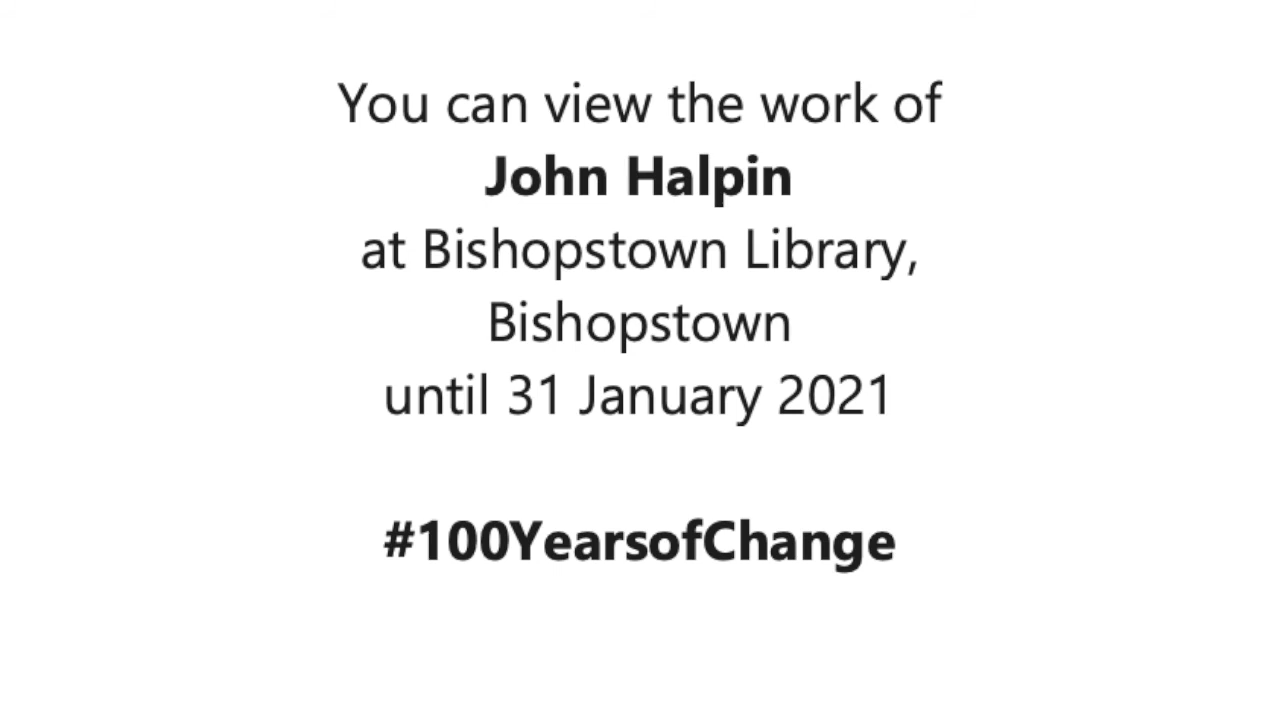 You can view the work of
John Halpin
at Bishopstown Library,
Bishopstown
until 31 January 2021
#100YearsofChange